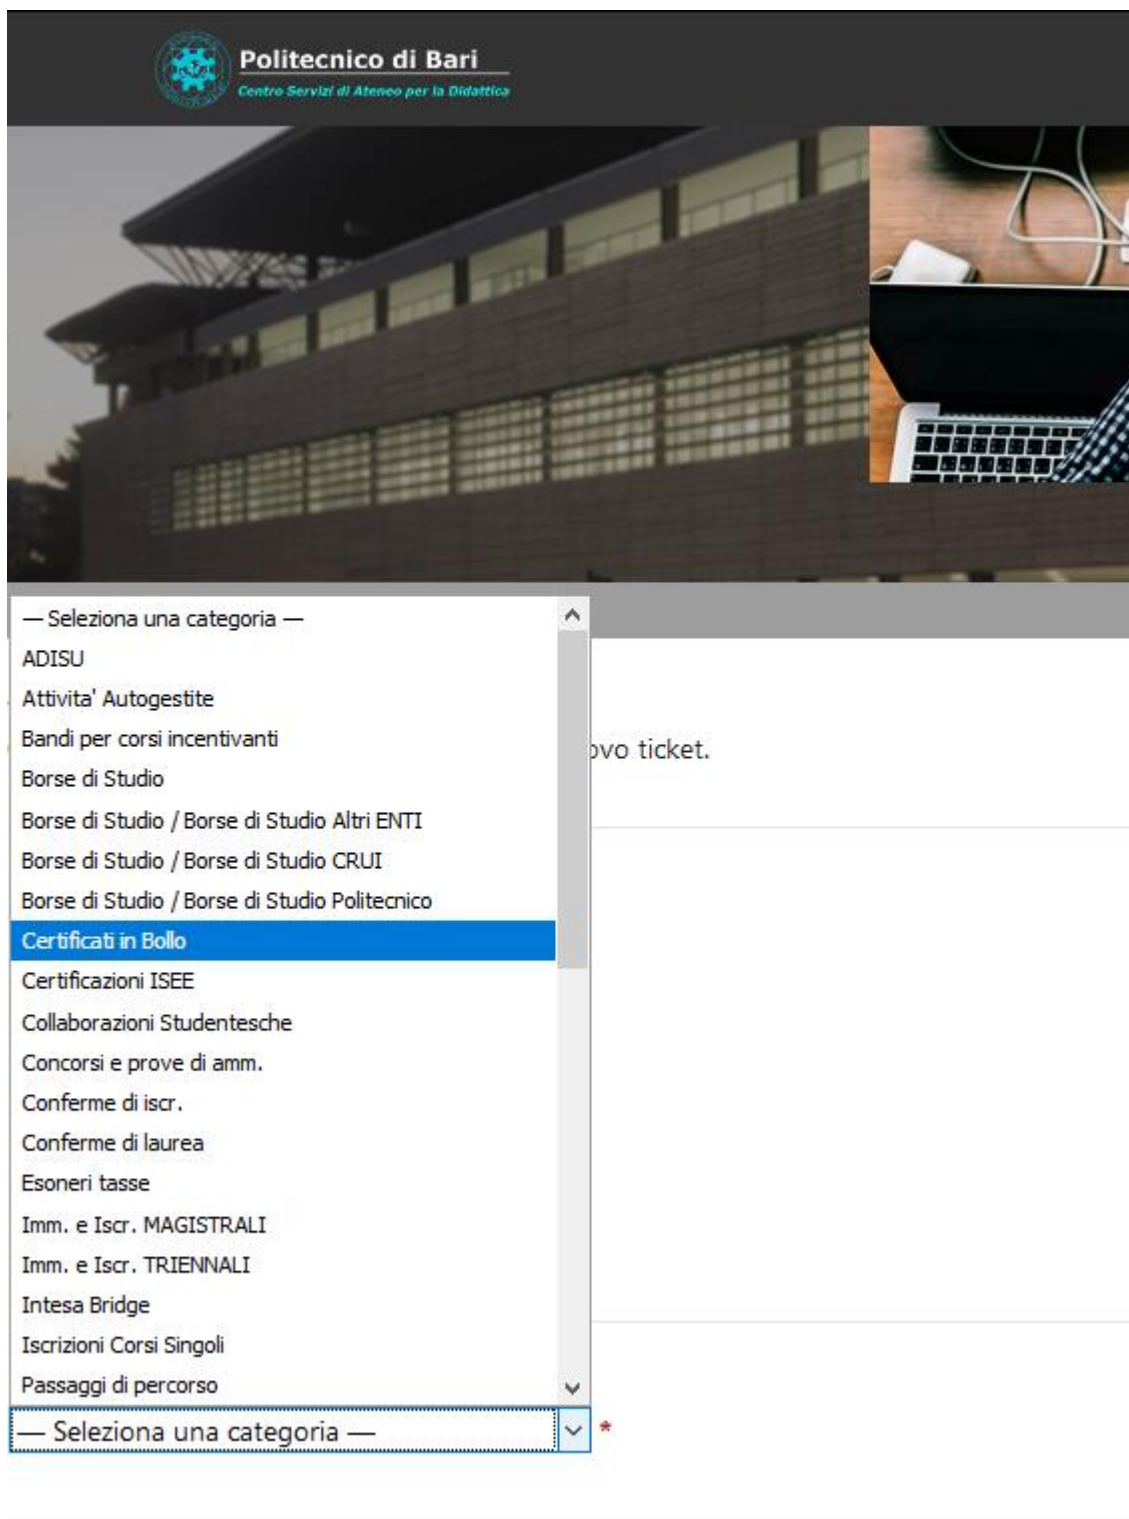 Politecnico di Bari
Centro Servizi di Ateneo per la Didattica
— Seleziona una categoria —
ADISU
Attivita' Autogestite
Bandi per corsi incentivanti
ovo ticket.
Borse di Studio
Borse di Studio / Borse di Studio Altri ENTI
Borse di Studio / Borse di Studio CRUI
Borse di Studio / Borse di Studio Politecnico
Certificati in Bollo
Certificazioni ISEE
Collaborazioni Studentesche
Concorsi e prove di amm.
Conferme di iscr.
Conferme di laurea
Esoneri tasse
Imm. e Iscr. MAGISTRALI
Imm. e Iscr. TRIENNALI
Intesa Bridge
Iscrizioni Corsi Singoli
Passaggi di percorso
— Seleziona una categoria — *